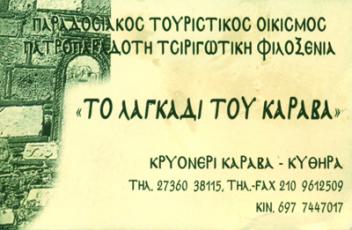 ΠΑΡΑΔΟΣΙΑΚΟΣ ΤΟΥΡΙΣΤΙΚΟΣ ΟΙΚΙΣΜΟΣ
ΠΑΤΡΟΠΑΡΑΔΟΤΗ ΤΣΙΡΙΓΩΤΙΚΗ ΦΙΛΟΞΕΝΙΑ
«ΤΟ ΛΑΓΚΑΔΙ ΤΟΥ ΚΑΡΑΒΑ»
ΚΡΥΟΝΕΡΙ ΚΑΡΑΒΑ - ΚΥΘΗΡΑ
ΤΗΛ. 27360 38115, ΤΗΛ.-FAX 210 9612509
ΚΙΝ. 697 7447017